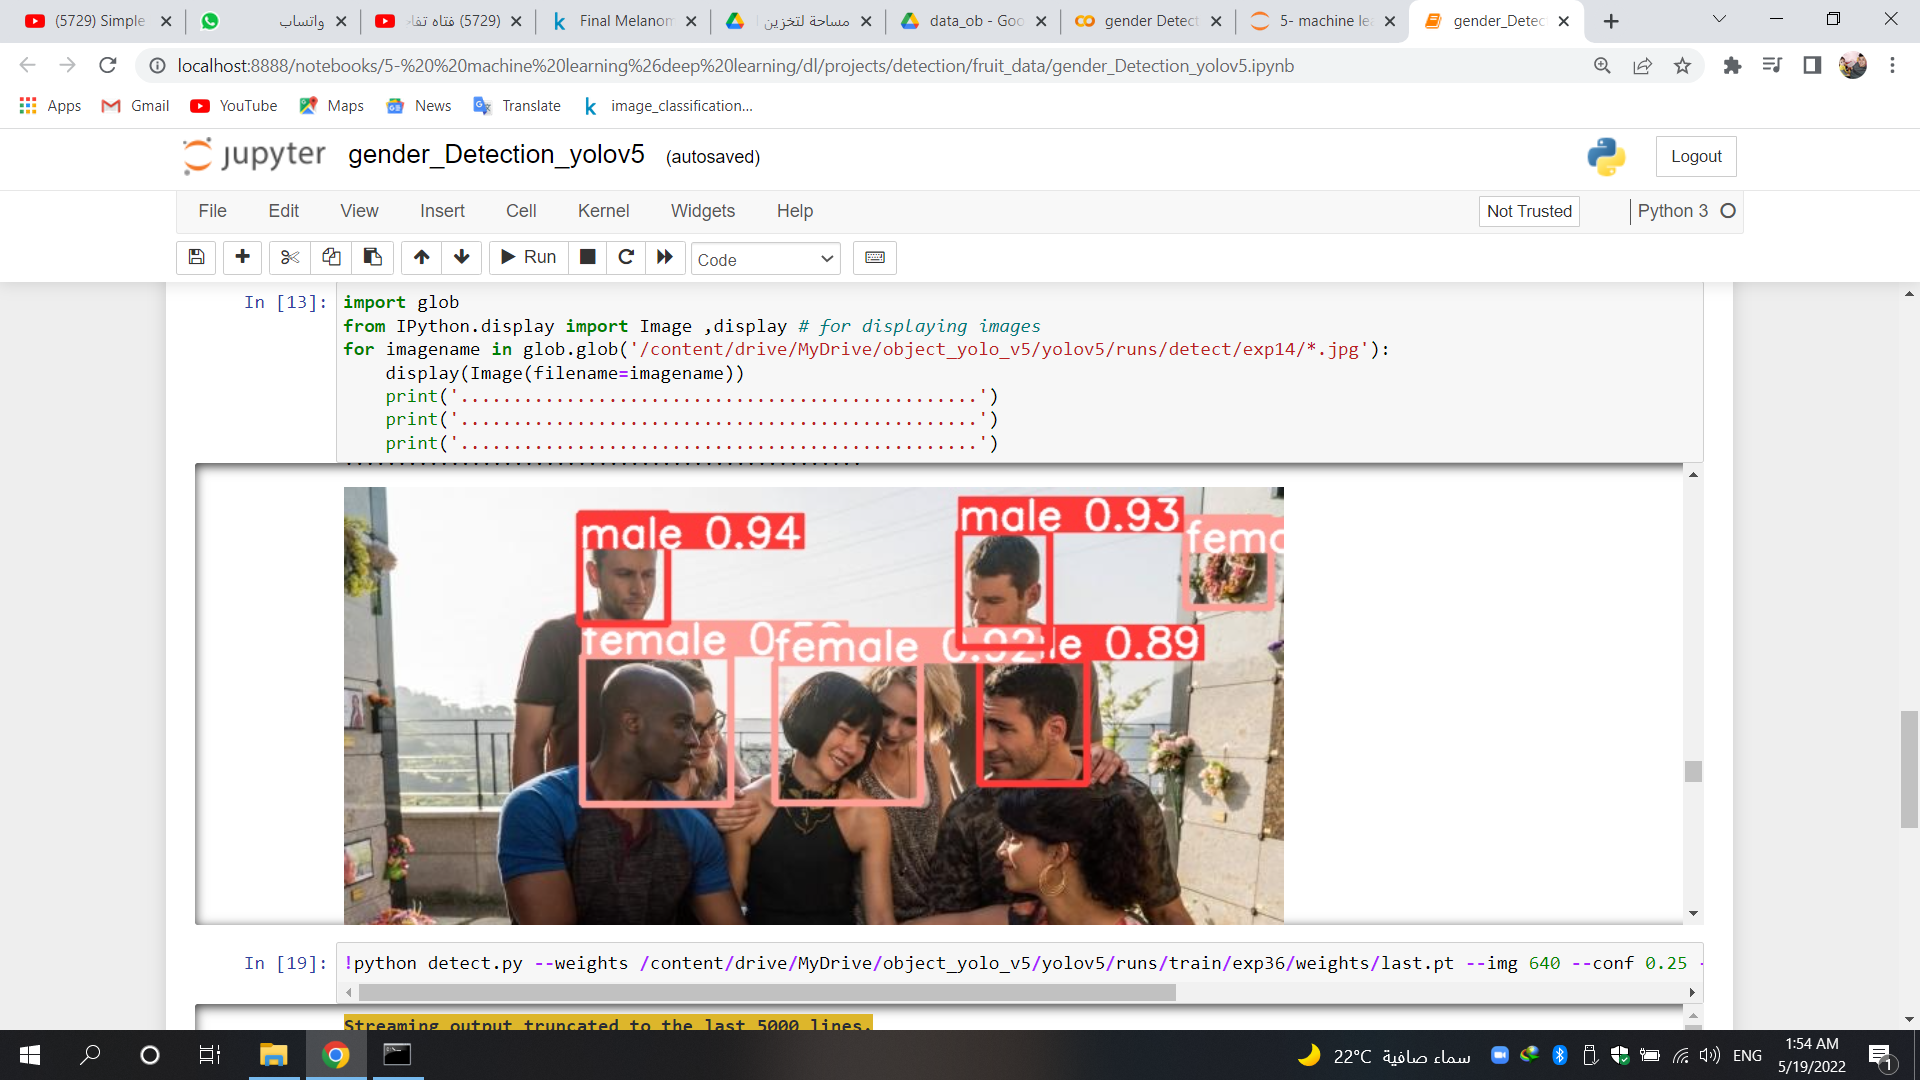 (5729) Simple
واتساب
(5729) فتاه تفا
Final Melanom
مساحة لتخزين
data_ob - Goo
gender Detect
5- machine le
gender_Detec
localhost:8888/notebooks/5-%20%20machine%20learning%26deep%20learning/dl/projects/detection/fruit_data/gender_Detection_yolov5.ipynb
Apps
Gmail
YouTube
Maps
News
Translate
image_classification...
jupyter
gender_Detection_yolov5
(autosaved)
Logout
File
Edit
View
Insert
Cell
Kernel
Widgets
Help
Not Trusted
Python 3
Run
Code
In [13]:
import glob
from IPython.display import Image ,display # for displaying images
for imagename in glob.glob('/content/drive/MyDrive/object_yolo_v5/yolov5/runs/detect/exp14/*.jpg'):
display(Image(filename=imagename))
print('.................................................')
print('.................................................')
print('.................................................')
male 0.94
male 0.93
fema
female 0
female 0.92
le 0.89
In [19]:
!python detect.py --weights /content/drive/MyDrive/object_yolo_v5/yolov5/runs/train/exp36/weights/last.pt --img 640 --conf 0.25 -
Streaming output truncated to the last 5000 lines.
22°C سماء صافية
ENG
1:54 AM
5/19/2022
1